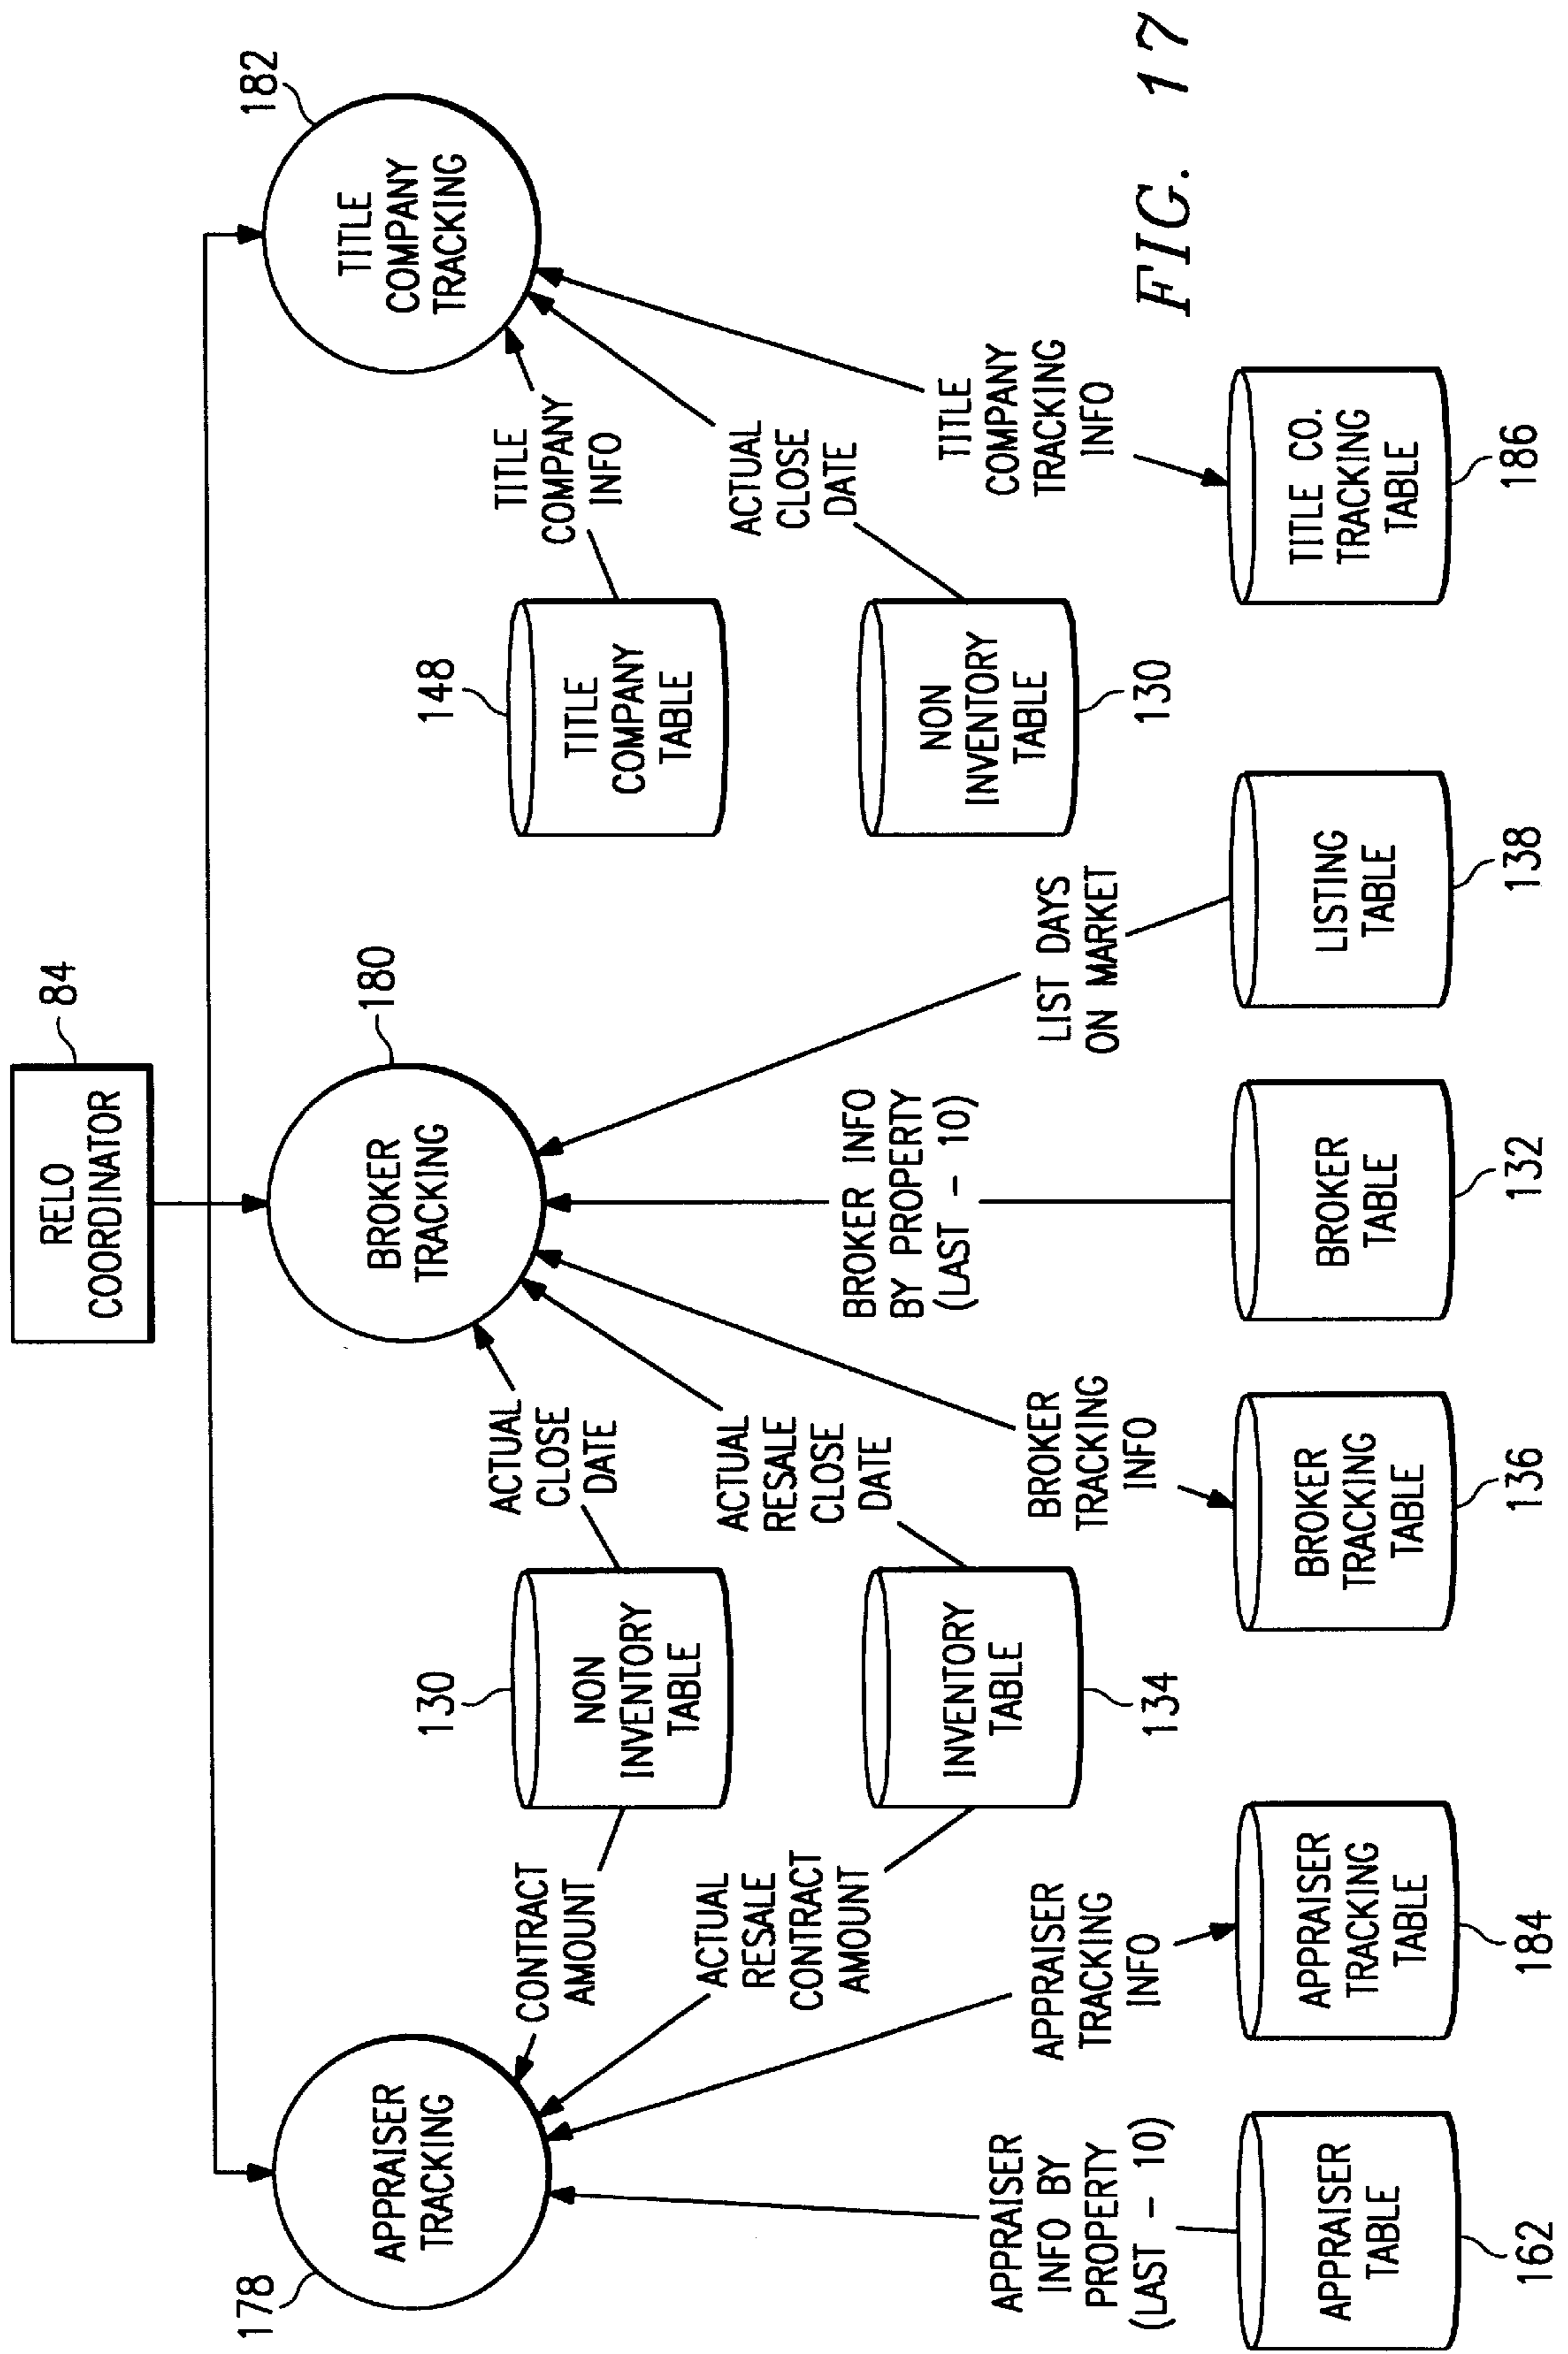 RELO
COORDINATOR
84
178
APPRAISER
TRACKING
BROKER
TRACKING
180
TITLE
COMPANY
TRACKING
182
CONTRACT
AMOUNT
130
NON
INVENTORY
TABLE
ACTUAL
CLOSE
DATE
148
TITLE
COMPANY
TABLE
TITLE
COMPANY
INFO
ACTUAL
RESALE
CONTRACT
AMOUNT
INVENTORY
TABLE
134
ACTUAL
RESALE
CLOSE
DATE
NON
INVENTORY
TABLE
130
ACTUAL
CLOSE
DATE
APPRAISER
INFO BY
PROPERTY
(LAST - 10)
APPRAISER
TRACKING
INFO
BROKER
TRACKING
INFO
BROKER INFO
BY PROPERTY
(LAST - 10)
LIST DAYS
ON MARKET
TITLE
COMPANY
TRACKING
INFO
APPRAISER
TABLE
162
APPRAISER
TRACKING
TABLE
184
BROKER
TRACKING
TABLE
136
BROKER
TABLE
132
LISTING
TABLE
138
TITLE CO.
TRACKING
TABLE
186
FIG. 17